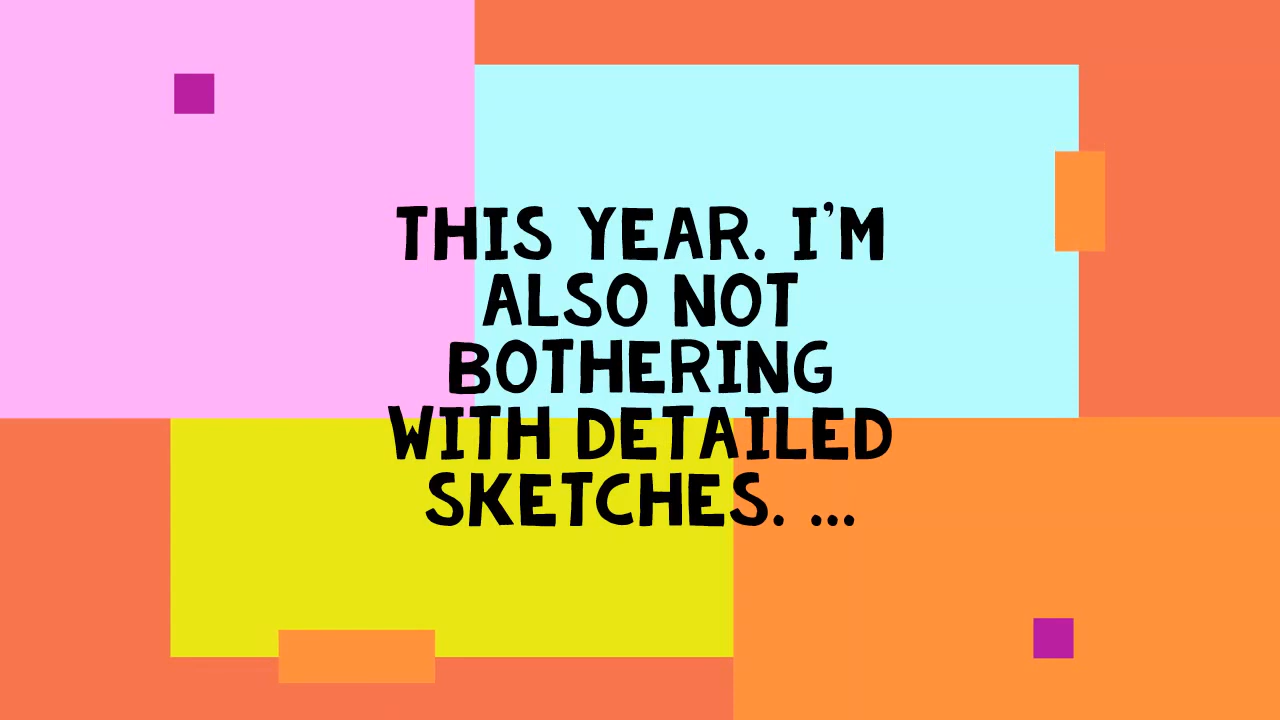 THIS YEAR. I'M
ALSO NOT
BOTHERING
WITH DETAILED
SKETCHES. ...